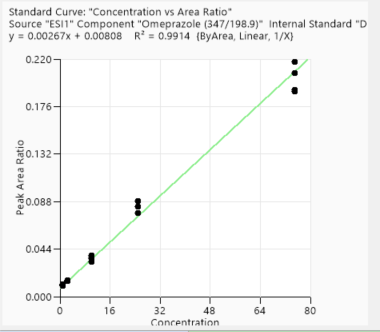 Standard Curve: "Concentration vs Area Ratio"
Source "ESI1" Component "Omeprazole (347/198.9)" Internal Standard "D
y = 0.00267x + 0.00808 R² = 0.9914 {ByArea, Linear, 1/X}
0.220
0.176
0.132
0.088
0.044
0.000
Peak Area Ratio
0 16 32 48 64 80
Concentration